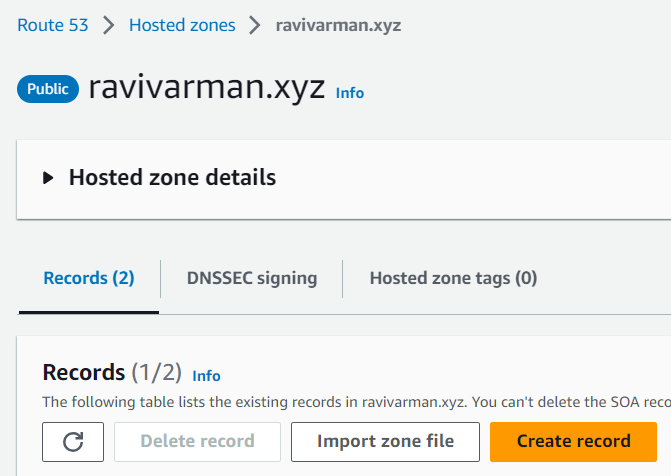 Route 53 > Hosted zones > ravivarman.xyz
Public ravivarman.xyz Info
Hosted zone details
Records (2) DNSSEC signing Hosted zone tags (0)
Records (1/2) Info
The following table lists the existing records in ravivarman.xyz. You can't delete the SOA reco
Delete record Import zone file Create record